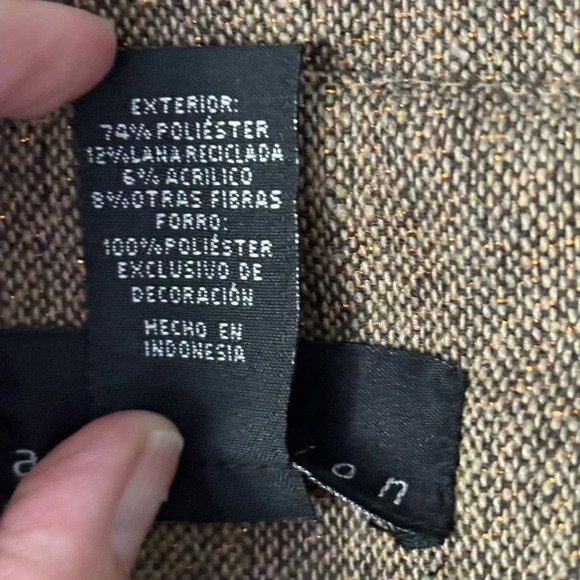 EXTERIOR:
74% POLIÉSTER
12% LANA RECICLADA
6% ACRILICO
8% OTRAS FIBRAS
FORRO:
100% POLIÉSTER
EXCLUSIVO DE
DECORACIÓN
HECHO EN
INDONESIA